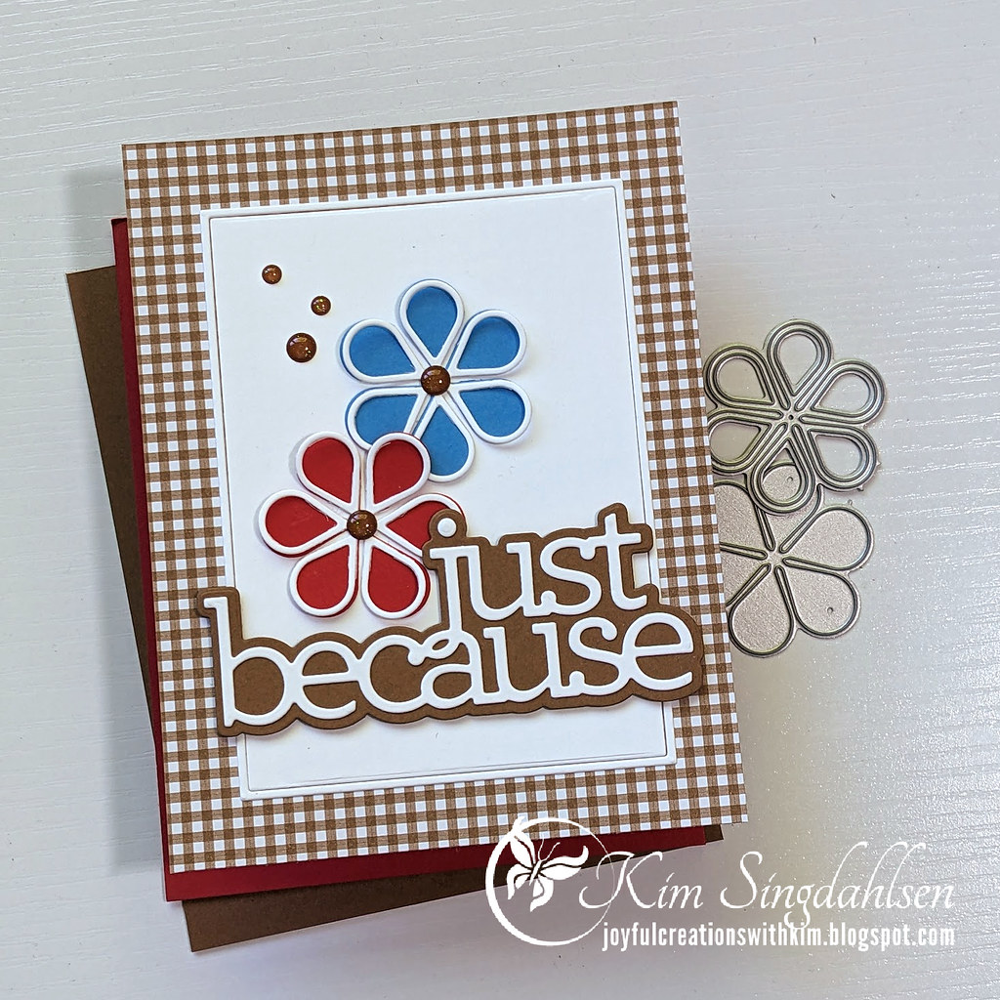 just
because
Kim Singdahlsen
joyfulcreationswithkim.blogspot.com